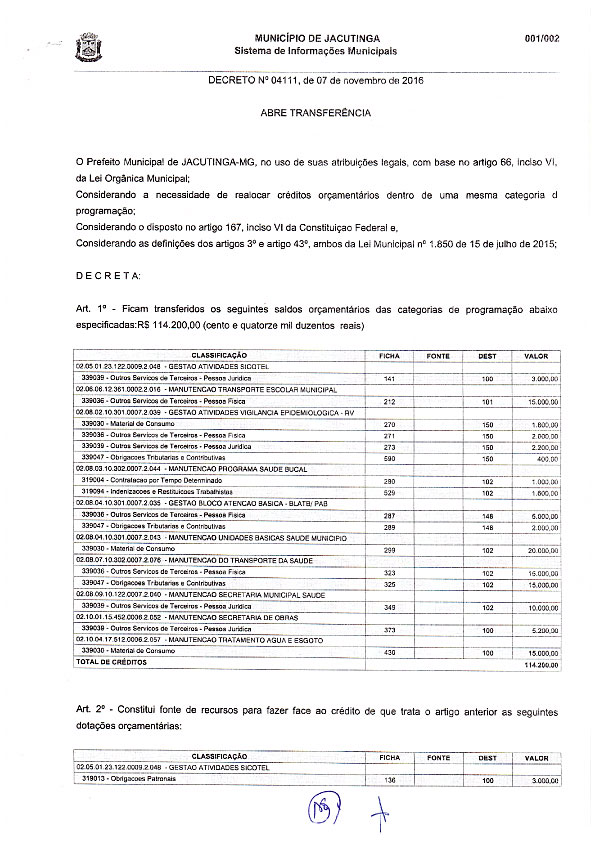 MUNICÍPIO DE JACUTINGA
001/002
Sistema de Informações Municipais
DECRETO Nº 04111, de 07 de novembro de 2016
ABRE TRANSFERÊNCIA
O Prefeito Municipal de JACUTINGA-MG, no uso de suas atribuições legais, com base no artigo 66, inciso VI,
da Lei Orgânica Municipal;
Considerando a necessidade de realocar créditos orçamentários dentro de uma mesma categoria d
programação;
Considerando o disposto no artigo 167, inciso VI da Constituiçao Federal e,
Considerando as definições dos artigos 3º e artigo 43º, ambos da Lei Municipal nº 1.850 de 15 de julho de 2015;
D E C R E T A:
Art. 1º - Ficam transferidos os seguintes saldos orçamentários das categorias de programação abaixo
especificadas:R$ 114.200,00 (cento e quatorze mil duzentos reais)
CLASSIFICAÇÃO FICHA FONTE DEST VALOR
02.05.01.23.122.0009.2.048 - GESTAO ATIVIDADES SICOTEL
339039 - Outros Servicos de Terceiros - Pessoa Juridica 141 100 3.000,00
02.06.06.12.361.0002.2.016 - MANUTENCAO TRANSPORTE ESCOLAR MUNICIPAL
339036 - Outros Servicos de Terceiros - Pessoa Fisica 212 101 15.000,00
02.08.02.10.301.0007.2.039 - GESTAO ATIVIDADES VIGILANCIA EPIDEMIOLOGICA - RV
339030 - Material de Consumo 270 150 1.800,00
339036 - Outros Servicos de Terceiros - Pessoa Fisica 271 150 2.000,00
339039 - Outros Servicos de Terceiros - Pessoa Juridica 273 150 2.200,00
339047 - Obrigacoes Tributarias e Contributivas 590 150 400,00
02.08.03.10.302.0007.2.044 - MANUTENCAO PROGRAMA SAUDE BUCAL
319004 - Contratacao por Tempo Determinado 280 102 1.000,00
319094 - Indenizacoes e Restituicoes Trabalhistas 529 102 1.600,00
02.08.04.10.301.0007.2.035 - GESTAO BLOCO ATENCAO BASICA - BLATB/ PAB
339036 - Outros Servicos de Terceiros - Pessoa Fisica 287 148 5.000,00
339047 - Obrigacoes Tributarias e Contributivas 289 148 2.000,00
02.08.04.10.301.0007.2.043 - MANUTENCAO UNIDADES BASICAS SAUDE MUNICIPIO
339030 - Material de Consumo 299 102 20.000,00
02.08.07.10.302.0007.2.076 - MANUTENCAO DO TRANSPORTE DA SAUDE
339036 - Outros Servicos de Terceiros - Pessoa Fisica 323 102 15.000,00
339047 - Obrigacoes Tributarias e Contributivas 325 102 15.000,00
02.08.09.10.122.0007.2.040 - MANUTENCAO SECRETARIA MUNICIPAL SAUDE
339039 - Outros Servicos de Terceiros - Pessoa Juridica 349 102 10.000,00
02.10.01.15.452.0006.2.052 - MANUTENCAO SECRETARIA DE OBRAS
339039 - Outros Servicos de Terceiros - Pessoa Juridica 373 100 5.200,00
02.10.04.17.512.0006.2.057 - MANUTENCAO TRATAMENTO AGUA E ESGOTO
339030 - Material de Consumo 430 100 15.000,00
TOTAL DE CRÉDITOS 114.200,00
Art. 2º - Constitui fonte de recursos para fazer face ao crédito de que trata o artigo anterior as seguintes
dotações orçamentárias:
CLASSIFICAÇÃO FICHA FONTE DEST VALOR
02.05.01.23.122.0009.2.048 - GESTAO ATIVIDADES SICOTEL
319013 - Obrigacoes Patronais 136 100 3.000,00